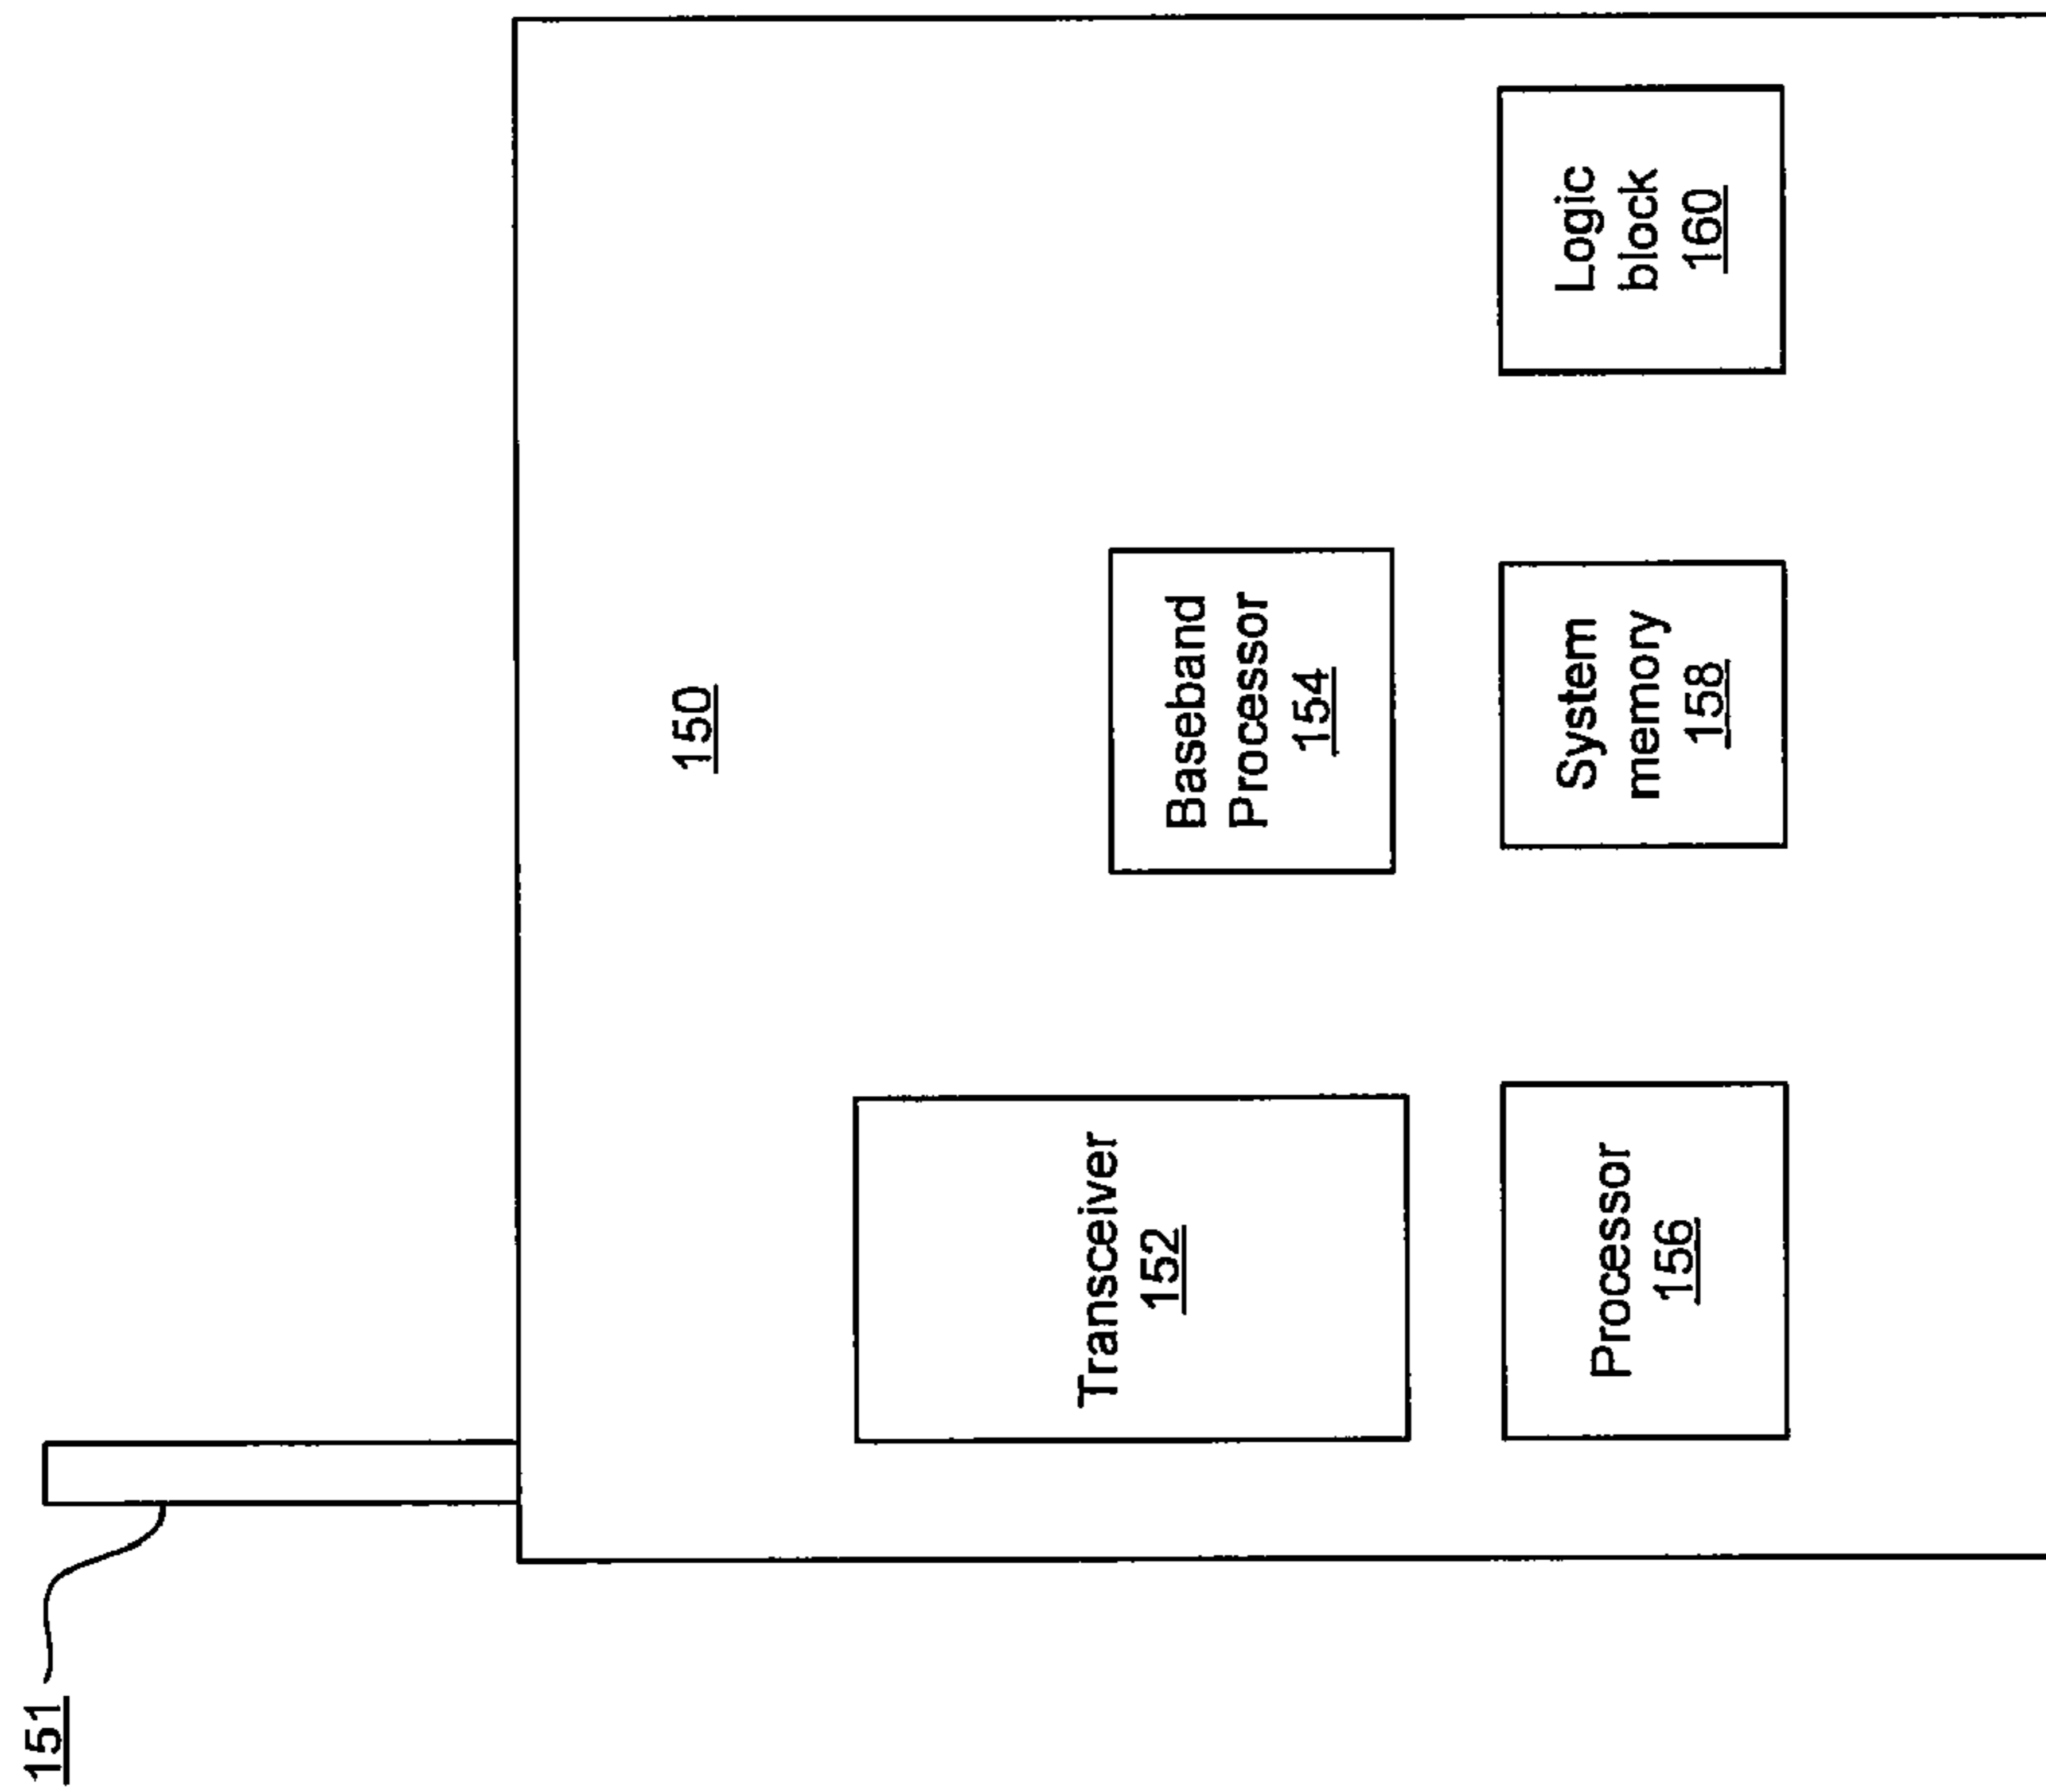 151
150
Transceiver
152
Baseband
Processor
154
Processor
156
System
memory
158
Logic
block
160